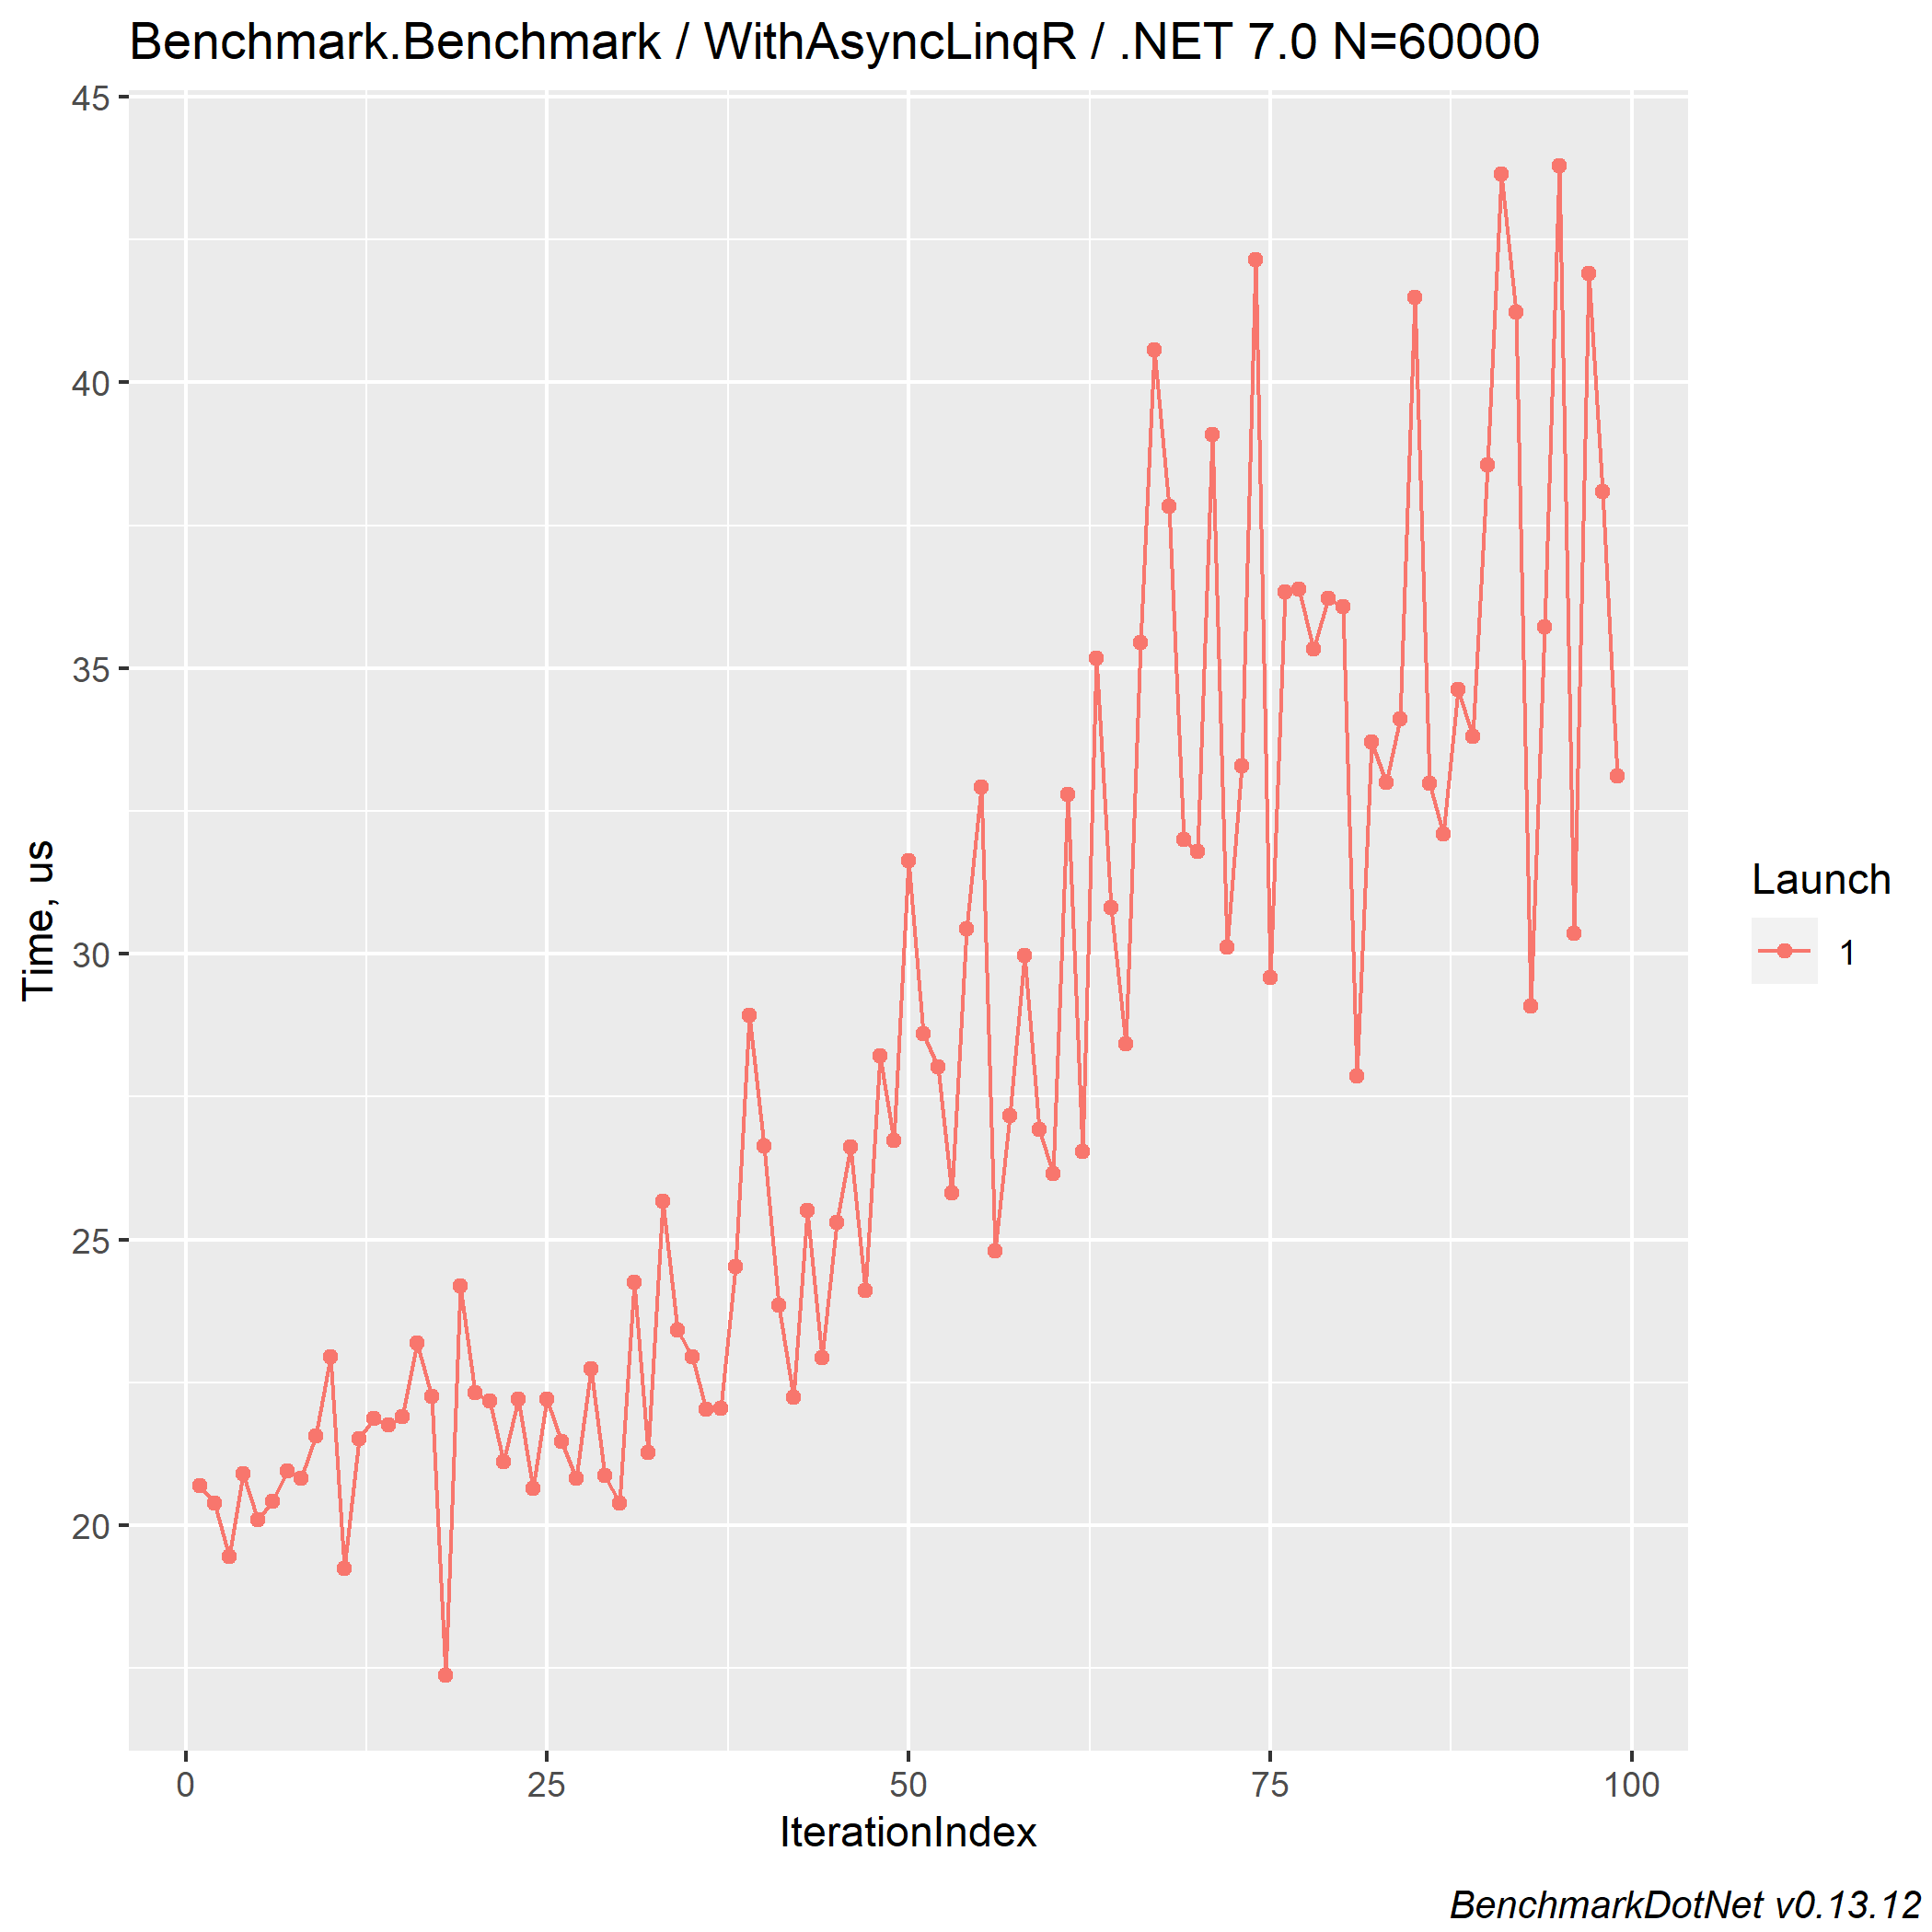 Benchmark.Benchmark / WithAsyncLinqR / .NET 7.0 N=60000
45
40
35
30
25
20
Time, us
0 25 50 75 100
IterationIndex
Launch
1
BenchmarkDotNet v0.13.12